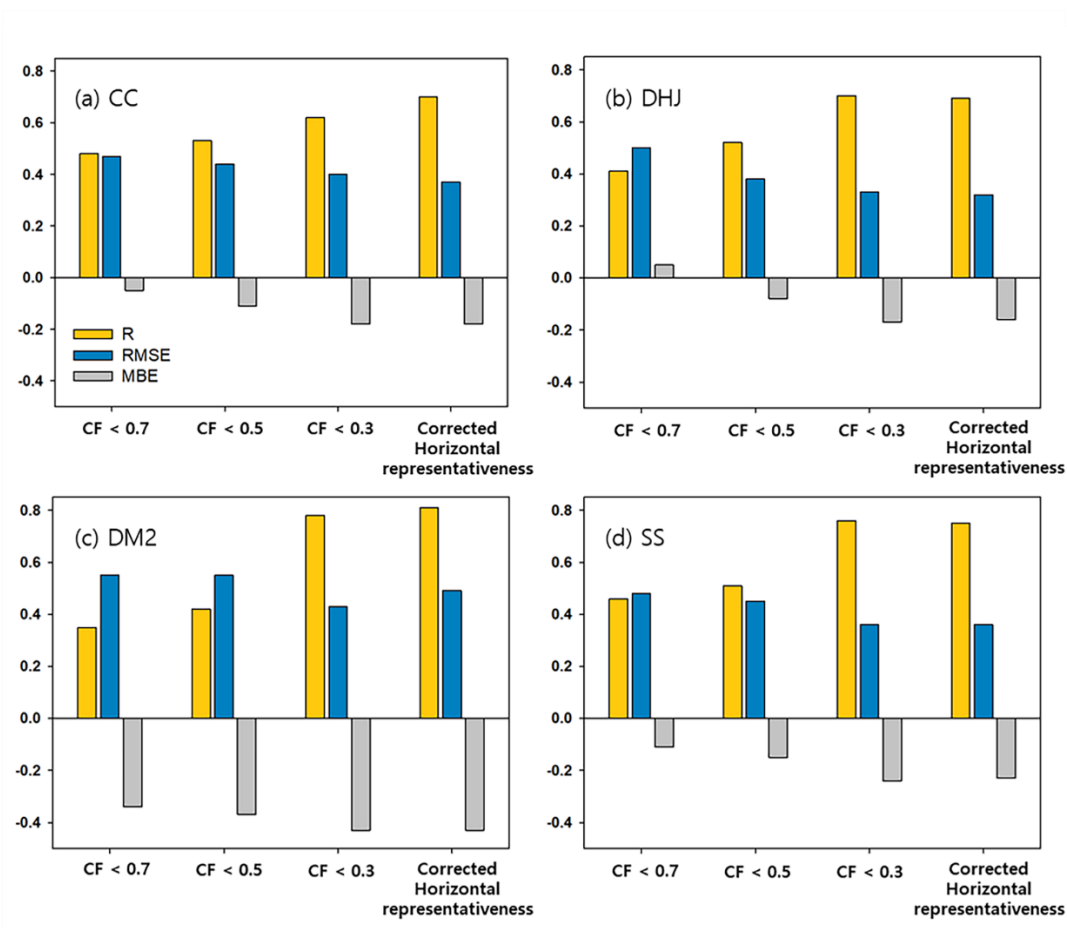 (a) CC
0.8
0.6
0.4
0.2
0.0
-0.2
-0.4
R
RMSE
MBE
CF < 0.7
CF < 0.5
CF < 0.3
Corrected
Horizontal
representativeness
(b) DHJ
0.8
0.6
0.4
0.2
0.0
-0.2
-0.4
CF < 0.7
CF < 0.5
CF < 0.3
Corrected
Horizontal
representativeness
(c) DM2
0.8
0.6
0.4
0.2
0.0
-0.2
-0.4
CF < 0.7
CF < 0.5
CF < 0.3
Corrected
Horizontal
representativeness
(d) SS
0.8
0.6
0.4
0.2
0.0
-0.2
-0.4
CF < 0.7
CF < 0.5
CF < 0.3
Corrected
Horizontal
representativeness